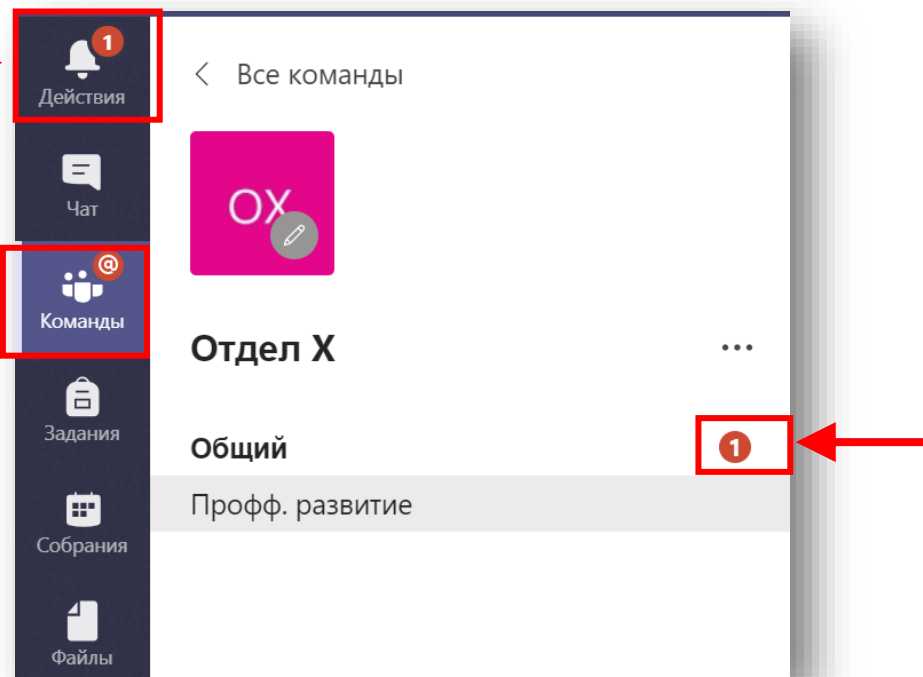 1
Действия
Чат
@
Команды
Задания
Собрания
Файлы
< Все команды
ОХ
Отдел Х
...
Общий 1
Профф. развитие